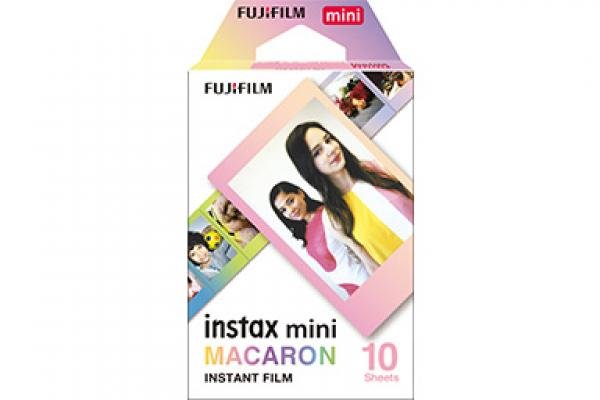 FUJIFILM mini
FUJIFILM
instax mini
MACARON
INSTANT FILM
10
Sheets